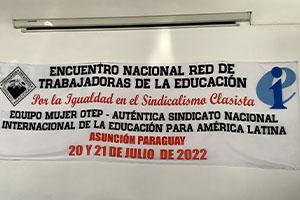 ENCUENTRO NACIONAL RED DE
TRABAJADORAS DE LA EDUCACIÓN
Por la Igualdad en el Sindicalismo Clasista
EQUIPO MUJER OTEP - AUTÉNTICA SINDICATO NACIONAL
INTERNACIONAL DE LA EDUCACIÓN PARA AMÉRICA LATINA
ASUNCIÓN PARAGUAY
20 Y 21 DE JULIO DE 2022